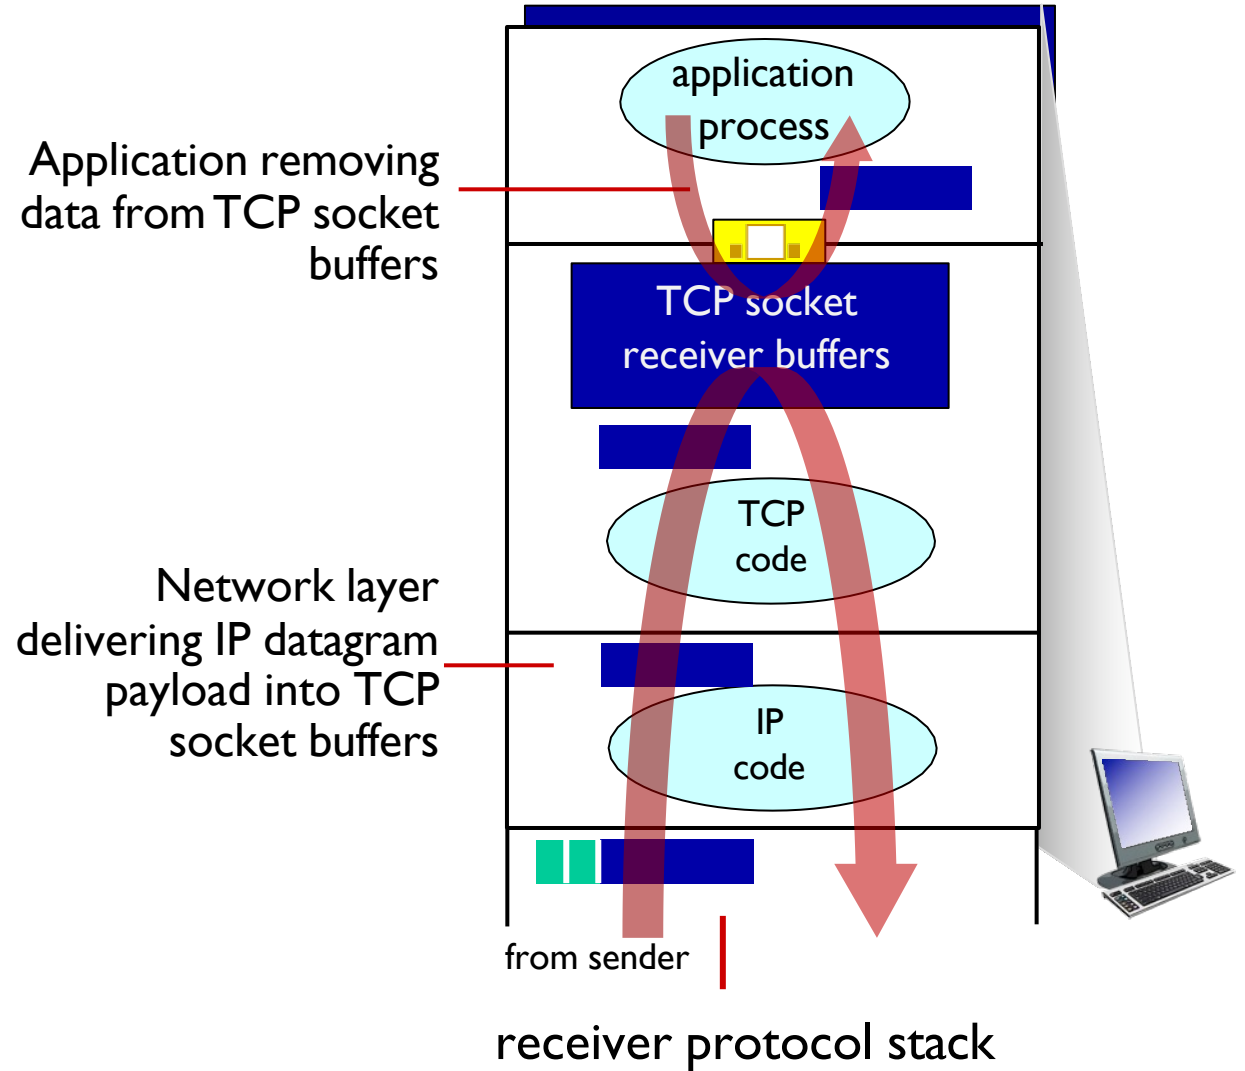 application
process
Application removing
data from TCP socket
buffers
TCP socket
receiver buffers
TCP
code
Network layer
delivering IP datagram
payload into TCP
socket buffers
IP
code
from sender
receiver protocol stack